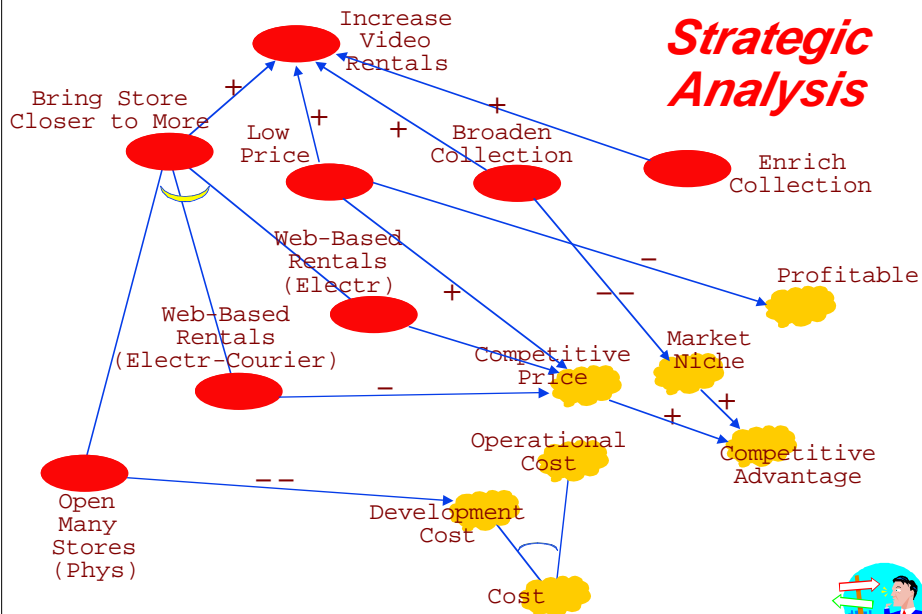 Strategic
Analysis
Increase
Video
Rentals
+
+
+
+
Bring Store
Closer to More
Low
Price
Broaden
Collection
Enrich
Collection
Web-Based
Rentals
(Electr)
+
-
--
Profitable
Web-Based
Rentals
(Electr-Courier)
-
Competitive
Price
Market
Niche
+
+
Operational
Cost
Competitive
Advantage
Open
Many
Stores
(Phys)
--
Development
Cost
Cost